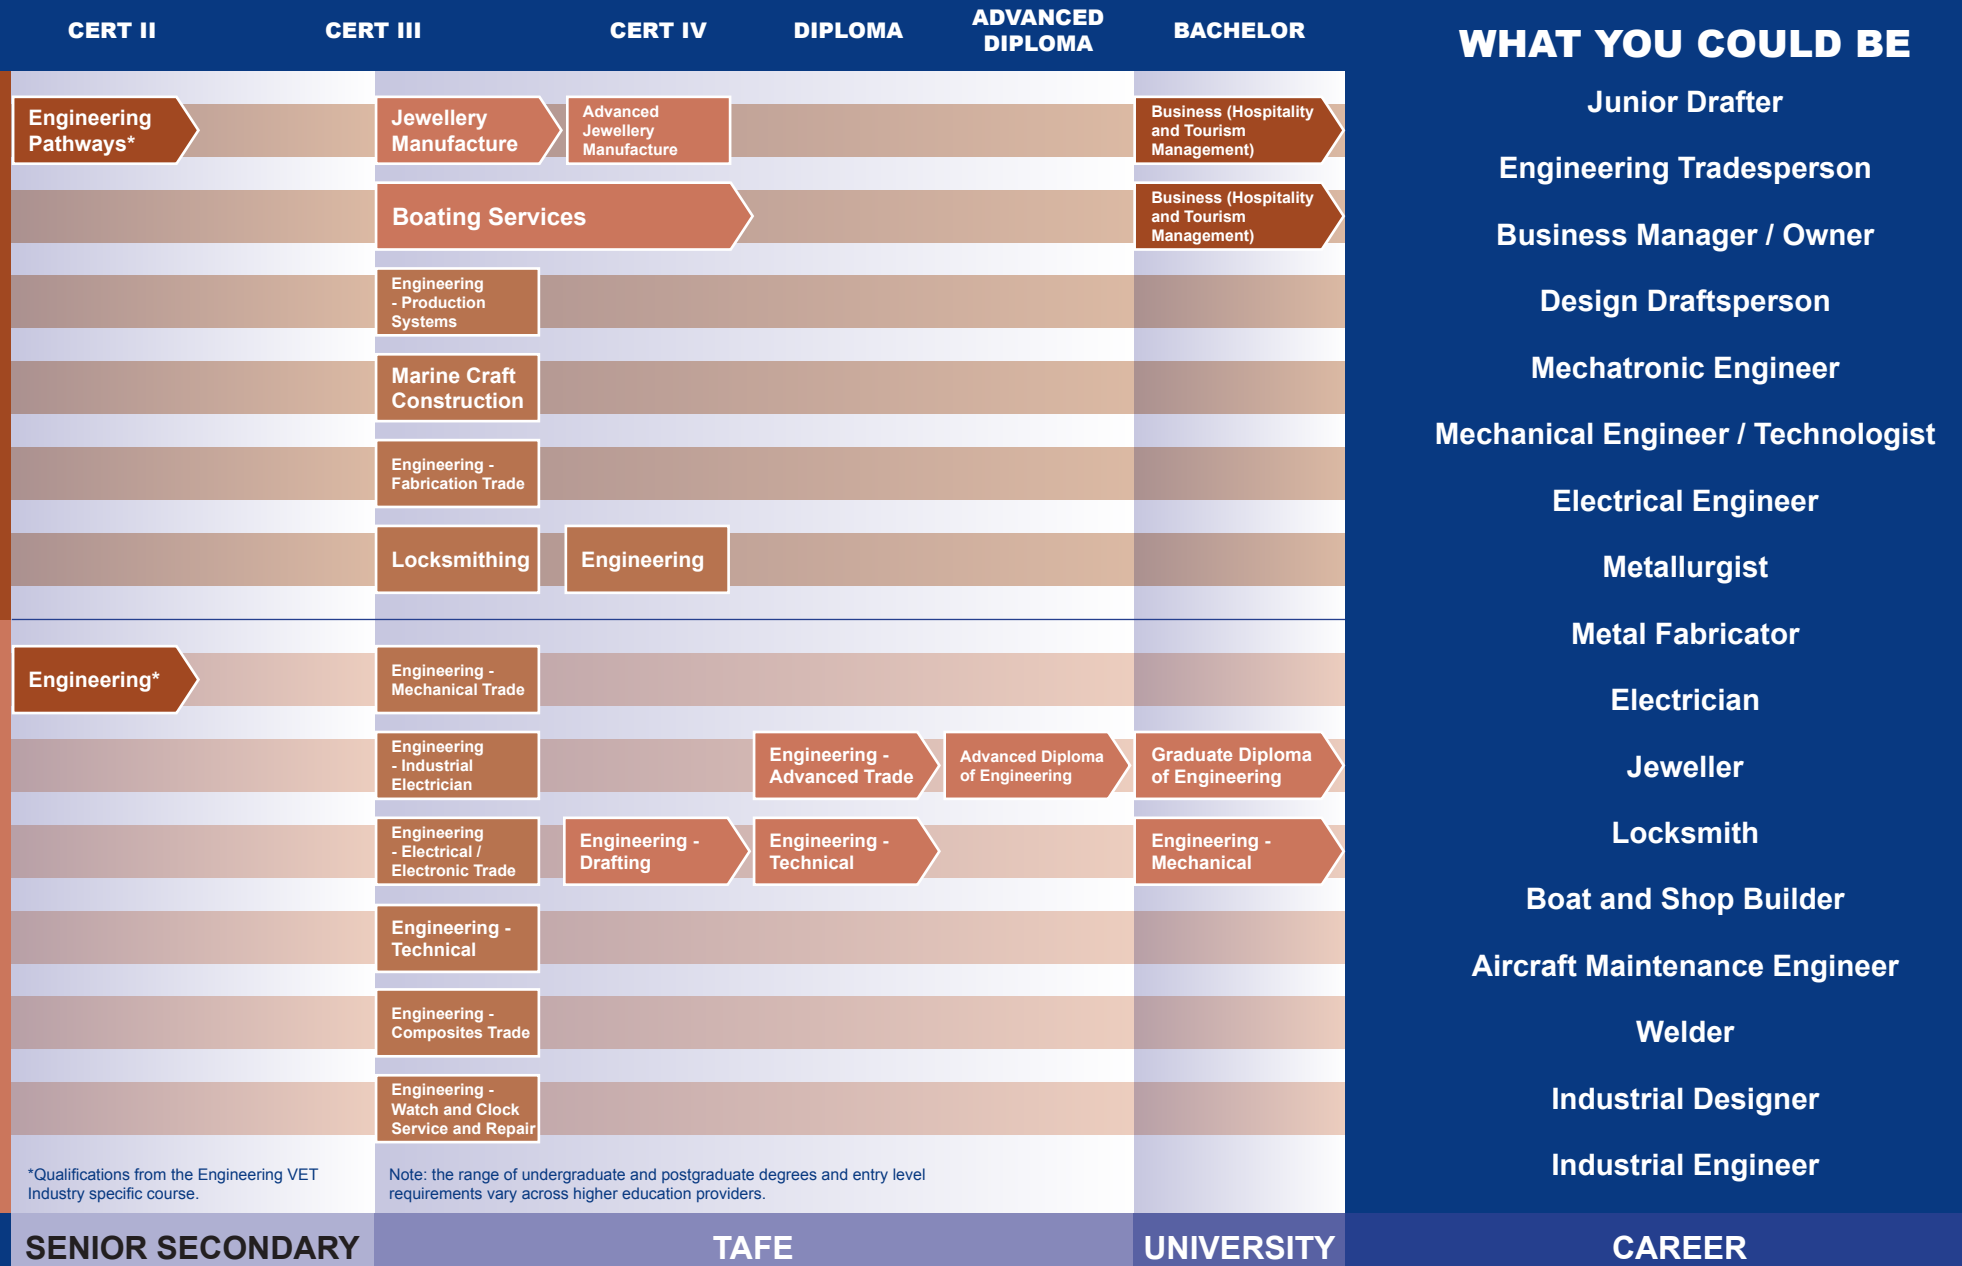 CERT II
CERT III
CERT IV
DIPLOMA
ADVANCED
DIPLOMA
BACHELOR
WHAT YOU COULD BE
Engineering
Pathways*
Jewellery
Manufacture
Advanced
Jewellery
Manufacture
Business (Hospitality
and Tourism
Management)
Boating Services
Business (Hospitality
and Tourism
Management)
Engineering
- Production
Systems
Marine Craft
Construction
Engineering -
Fabrication Trade
Locksmithing
Engineering
Engineering*
Engineering -
Mechanical Trade
Engineering
- Industrial
Electrician
Engineering -
Advanced Trade
Advanced Diploma
of Engineering
Graduate Diploma
of Engineering
Engineering
- Electrical /
Electronic Trade
Engineering -
Drafting
Engineering -
Technical
Engineering -
Mechanical
Engineering -
Technical
Engineering -
Composites Trade
Engineering -
Watch and Clock
Service and Repair
*Qualifications from the Engineering VET
Industry specific course.
Note: the range of undergraduate and postgraduate degrees and entry level
requirements vary across higher education providers.
Junior Drafter
Engineering Tradesperson
Business Manager / Owner
Design Draftsperson
Mechatronic Engineer
Mechanical Engineer / Technologist
Electrical Engineer
Metallurgist
Metal Fabricator
Electrician
Jeweller
Locksmith
Boat and Shop Builder
Aircraft Maintenance Engineer
Welder
Industrial Designer
Industrial Engineer
SENIOR SECONDARY
TAFE
UNIVERSITY
CAREER